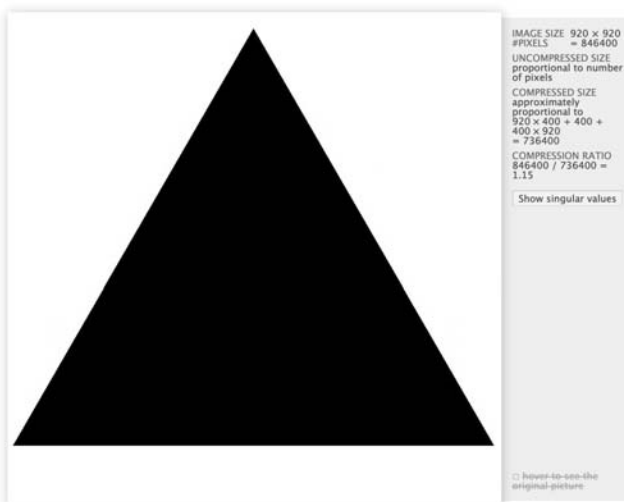 IMAGE SIZE 920 × 920
#PIXELS = 846400
UNCOMPRESSED SIZE
proportional to number
of pixels
COMPRESSED SIZE
approximately
proportional to
920 × 400 + 400 +
400 × 920
= 736400
COMPRESSION RATIO
846400 / 736400 =
1.15
Show singular values
hover to see the
original picture